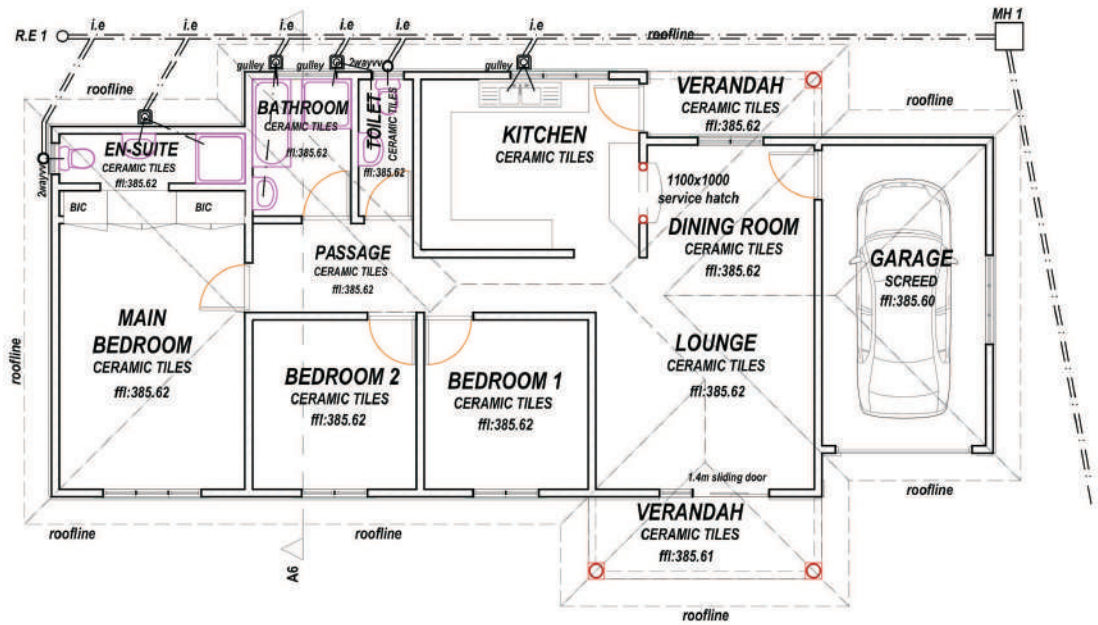 R.E 1
i.e
i.e
i.e
i.e
i.e
i.e
MH 1
roofline
gulley
gulley
2wayvv
gulley
roofline
roofline
VERANDAH
CERAMIC TILES
ffl:385.62
BATHROOM
CERAMIC TILES
ffl:385.62
TOILET
CERAMIC TILES
ffl:385.62
KITCHEN
CERAMIC TILES
EN-SUITE
CERAMIC TILES
ffl:385.62
2wayvv
BIC
BIC
1100x1000
service hatch
DINING ROOM
CERAMIC TILES
ffl:385.62
PASSAGE
CERAMIC TILES
ffl:385.62
GARAGE
SCREED
ffl:385.60
MAIN
BEDROOM
CERAMIC TILES
ffl:385.62
roofline
BEDROOM 2
CERAMIC TILES
ffl:385.62
BEDROOM 1
CERAMIC TILES
ffl:385.62
LOUNGE
CERAMIC TILES
ffl:385.62
1.4m sliding door
roofline
VERANDAH
CERAMIC TILES
ffl:385.61
roofline
roofline
A6
roofline